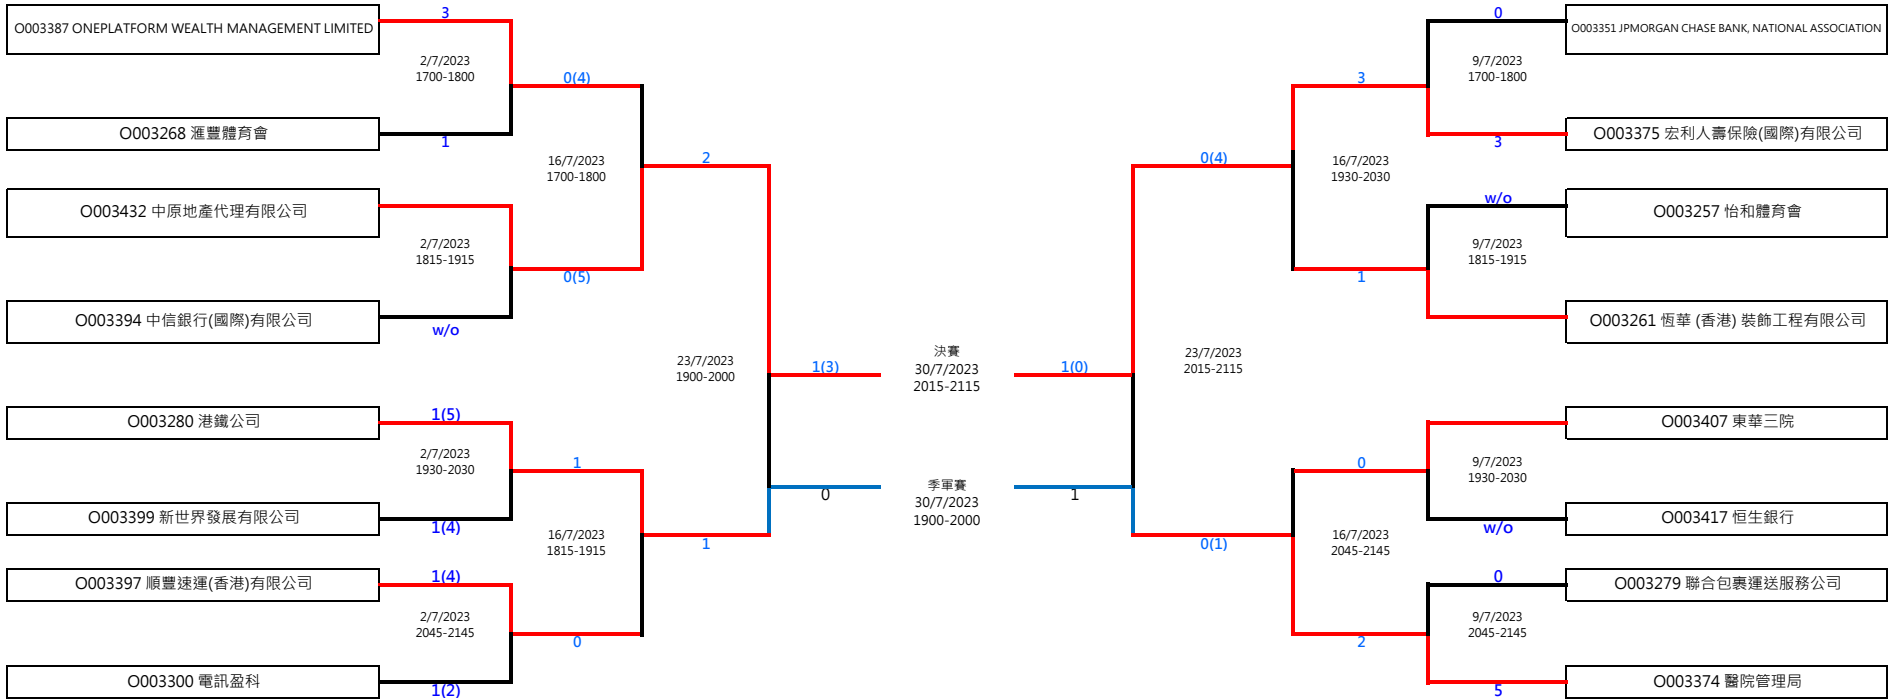 3
0
O003387 ONEPLATFORM WEALTH MANAGEMENT LIMITED
O003351 JPMORGAN CHASE BANK, NATIONAL ASSOCIATION
2/7/2023
1700-1800
9/7/2023
1700-1800
0(4)
3
O003268 滙豐體育會
O003375 宏利人壽保險(國際)有限公司
1
3
16/7/2023
1700-1800
2
0(4)
16/7/2023
1930-2030
w/o
O003432 中原地產代理有限公司
O003257 怡和體育會
2/7/2023
1815-1915
9/7/2023
1815-1915
0(5)
1
O003394 中信銀行(國際)有限公司
O003261 恆華 (香港) 裝飾工程有限公司
w/o
23/7/2023
1900-2000
1(3)
決賽
30/7/2023
2015-2115
1(0)
23/7/2023
2015-2115
1(5)
O003280 港鐵公司
O003407 東華三院
2/7/2023
1930-2030
9/7/2023
1930-2030
1
0
O003399 新世界發展有限公司
O003417 恒生銀行
1(4)
w/o
0
季軍賽
30/7/2023
1900-2000
1
16/7/2023
1815-1915
1
0(1)
16/7/2023
2045-2145
1(4)
0
O003397 順豐速運(香港)有限公司
O003279 聯合包裹運送服務公司
2/7/2023
2045-2145
9/7/2023
2045-2145
0
2
O003300 電訊盈科
O003374 醫院管理局
1(2)
5